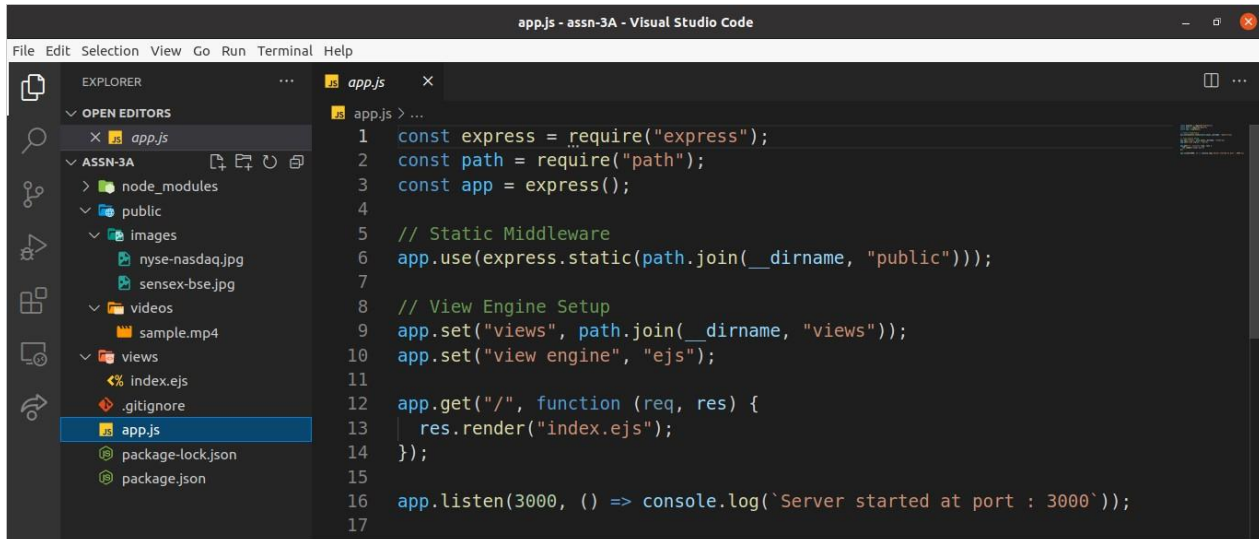 app.js - assn-3A - Visual Studio Code
File Edit Selection View Go Run Terminal Help
EXPLORER
OPEN EDITORS
JS app.js
ASSN-3A
node_modules
public
images
nyse-nasdaq.jpg
sensex-bse.jpg
videos
sample.mp4
views
<% index.ejs
.gitignore
JS app.js
package-lock.json
package.json
JS app.js
JS app.js > ...
1 const express = require("express");
2 const path = require("path");
3 const app = express();
4
5 // Static Middleware
6 app.use(express.static(path.join(__dirname, "public")));
7
8 // View Engine Setup
9 app.set("views", path.join(__dirname, "views"));
10 app.set("view engine", "ejs");
11
12 app.get("/", function (req, res) {
13   res.render("index.ejs");
14 });
15
16 app.listen(3000, () => console.log(`Server started at port : 3000`));
17